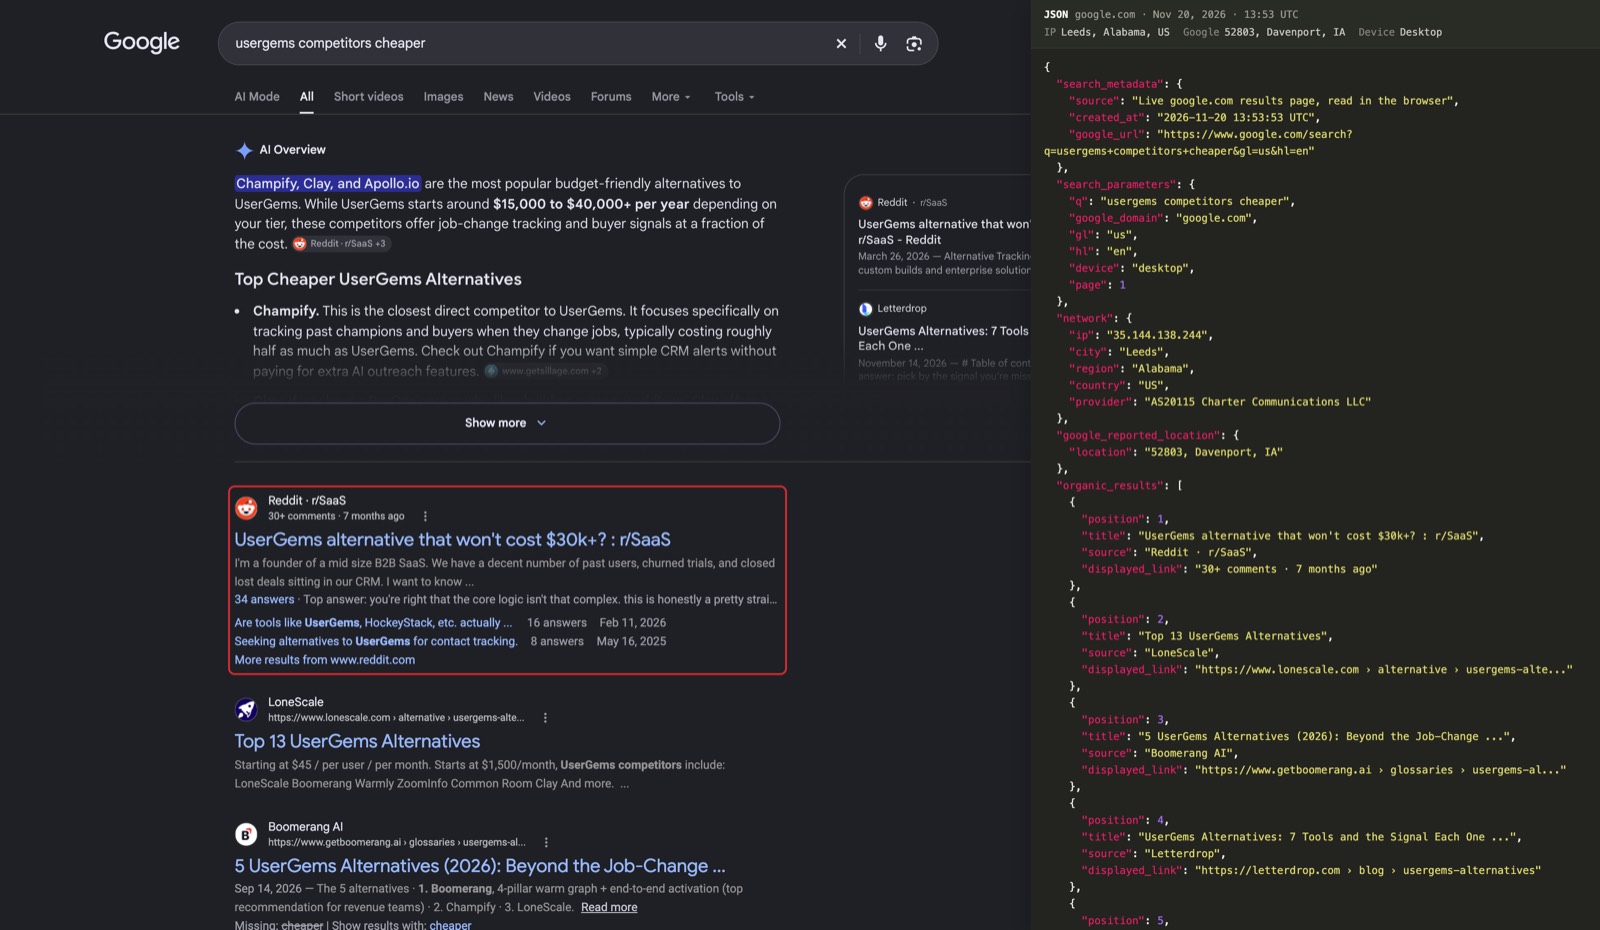 Google
usergems competitors cheaper
AI Mode
All
Short videos
Images
News
Videos
Forums
More
Tools
AI Overview
Champify, Clay, and Apollo.io are the most popular budget-friendly alternatives to
UserGems. While UserGems starts around $15,000 to $40,000+ per year depending on
your tier, these competitors offer job-change tracking and buyer signals at a fraction of
the cost. Reddit · r/SaaS +3
Top Cheaper UserGems Alternatives
• Champify. This is the closest direct competitor to UserGems. It focuses specifically on
tracking past champions and buyers when they change jobs, typically costing roughly
half as much as UserGems. Check out Champify if you want simple CRM alerts without
paying for extra AI outreach features. www.getsillage.com +2
Show more
Reddit · r/SaaS
UserGems alternative that won'
r/SaaS - Reddit
March 26, 2026 — Alternative Trackin
custom builds and enterprise solution
Letterdrop
UserGems Alternatives: 7 Tools
Each One ...
November 14, 2026 — # Table of cont
answer: pick by the signal you're miss
Reddit · r/SaaS
30+ comments · 7 months ago
UserGems alternative that won't cost $30k+? : r/SaaS
I'm a founder of a mid size B2B SaaS. We have a decent number of past users, churned trials, and closed
lost deals sitting in our CRM. I want to know ...
34 answers · Top answer: you're right that the core logic isn't that complex. this is honestly a pretty strai...
Are tools like UserGems, HockeyStack, etc. actually ... 16 answers Feb 11, 2026
Seeking alternatives to UserGems for contact tracking. 8 answers May 16, 2025
More results from www.reddit.com
LoneScale
https://www.lonescale.com › alternative › usergems-alte...
Top 13 UserGems Alternatives
Starting at $45 / per user / per month. Starts at $1,500/month, UserGems competitors include:
LoneScale Boomerang Warmly ZoomInfo Common Room Clay And more. ...
Boomerang AI
https://www.getboomerang.ai › glossaries › usergems-al...
5 UserGems Alternatives (2026): Beyond the Job-Change ...
Sep 14, 2026 — The 5 alternatives · 1. Boomerang, 4-pillar warm graph + end-to-end activation (top
recommendation for revenue teams) · 2. Champify · 3. LoneScale. Read more
Missing: cheaper | Show results with: cheaper
JSON google.com · Nov 20, 2026 · 13:53 UTC
IP Leeds, Alabama, US Google 52803, Davenport, IA Device Desktop
{
"search_metadata": {
"source": "Live google.com results page, read in the browser",
"created_at": "2026-11-20 13:53:53 UTC",
"google_url": "https://www.google.com/search?
q=usergems+competitors+cheaper&gl=us&hl=en"
},
"search_parameters": {
"q": "usergems competitors cheaper",
"google_domain": "google.com",
"gl": "us",
"hl": "en",
"device": "desktop",
"page": 1
},
"network": {
"ip": "35.144.138.244",
"city": "Leeds",
"region": "Alabama",
"country": "US",
"provider": "AS20115 Charter Communications LLC"
},
"google_reported_location": {
"location": "52803, Davenport, IA"
},
"organic_results": [
{
"position": 1,
"title": "UserGems alternative that won't cost $30k+? : r/SaaS",
"source": "Reddit · r/SaaS",
"displayed_link": "30+ comments · 7 months ago"
},
{
"position": 2,
"title": "Top 13 UserGems Alternatives",
"source": "LoneScale",
"displayed_link": "https://www.lonescale.com › alternative › usergems-alte..."
},
{
"position": 3,
"title": "5 UserGems Alternatives (2026): Beyond the Job-Change ...",
"source": "Boomerang AI",
"displayed_link": "https://www.getboomerang.ai › glossaries › usergems-al..."
},
{
"position": 4,
"title": "UserGems Alternatives: 7 Tools and the Signal Each One ...",
"source": "Letterdrop",
"displayed_link": "https://letterdrop.com › blog › usergems-alternatives"
},
{
"position": 5,